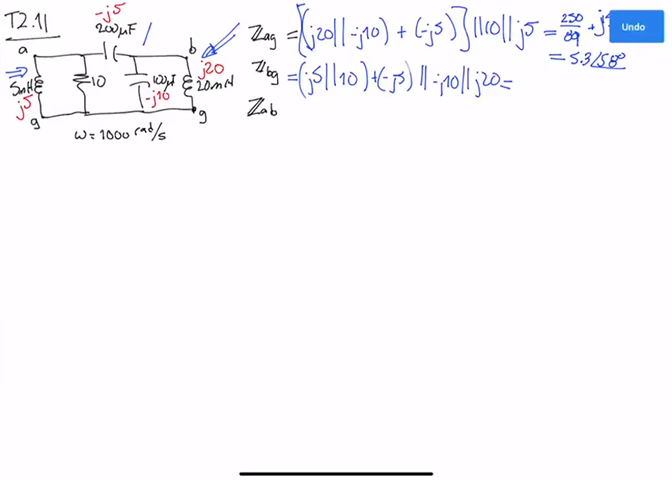 T2.11
-j5
200μF
a
b
5mH
j5
10
100μF
-j10
j20
20mH
g
g
ω = 1000 rad/s
Zag = [(j20 || -j10) + (-j5)] || 10 || j5 = 250/89 + j
= 5.3/58°
Zbg = (j5 || 10) + (-j5) || -j10 || j20 =
Zab
Undo